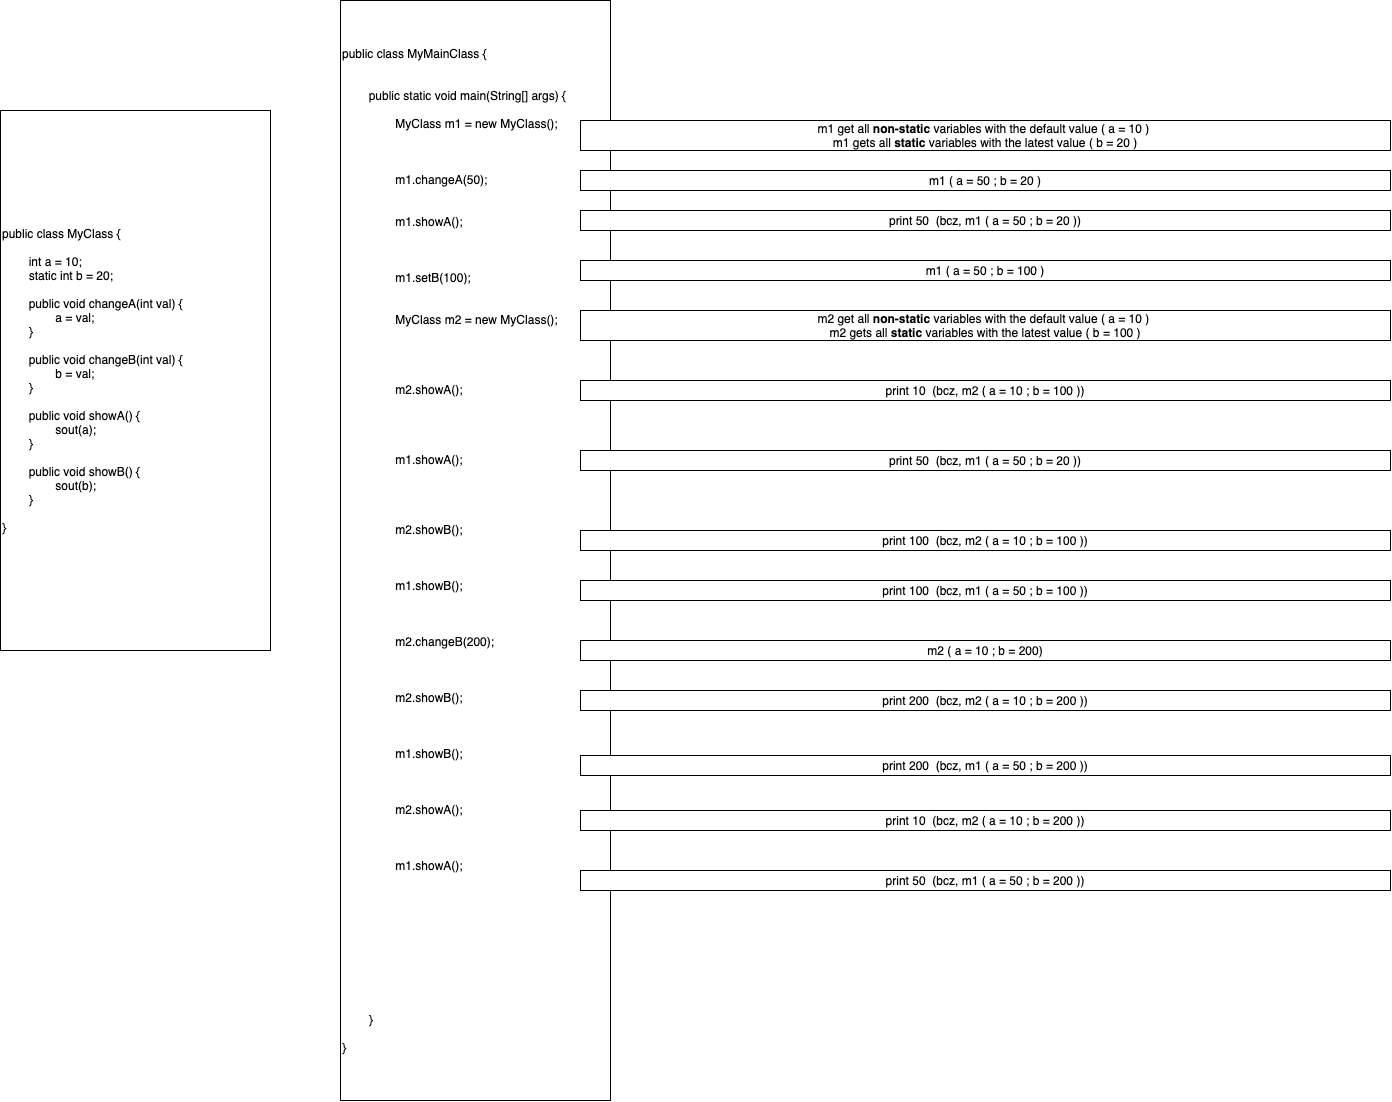 public class MyClass {
int a = 10;
static int b = 20;
public void changeA(int val) {
a = val;
}
public void changeB(int val) {
b = val;
}
public void showA() {
sout(a);
}
public void showB() {
sout(b);
}
}
public class MyMainClass {
public static void main(String[] args) {
MyClass m1 = new MyClass();
m1 get all non-static variables with the default value ( a = 10 )
m1 gets all static variables with the latest value ( b = 20 )
m1.changeA(50);
m1 ( a = 50 ; b = 20 )
m1.showA();
print 50 (bcz, m1 ( a = 50 ; b = 20 ))
m1.setB(100);
m1 ( a = 50 ; b = 100 )
MyClass m2 = new MyClass();
m2 get all non-static variables with the default value ( a = 10 )
m2 gets all static variables with the latest value ( b = 100 )
m2.showA();
print 10 (bcz, m2 ( a = 10 ; b = 100 ))
m1.showA();
print 50 (bcz, m1 ( a = 50 ; b = 20 ))
m2.showB();
print 100 (bcz, m2 ( a = 10 ; b = 100 ))
m1.showB();
print 100 (bcz, m1 ( a = 50 ; b = 100 ))
m2.changeB(200);
m2 ( a = 10 ; b = 200)
m2.showB();
print 200 (bcz, m2 ( a = 10 ; b = 200 ))
m1.showB();
print 200 (bcz, m1 ( a = 50 ; b = 200 ))
m2.showA();
print 10 (bcz, m2 ( a = 10 ; b = 200 ))
m1.showA();
print 50 (bcz, m1 ( a = 50 ; b = 200 ))
}
}